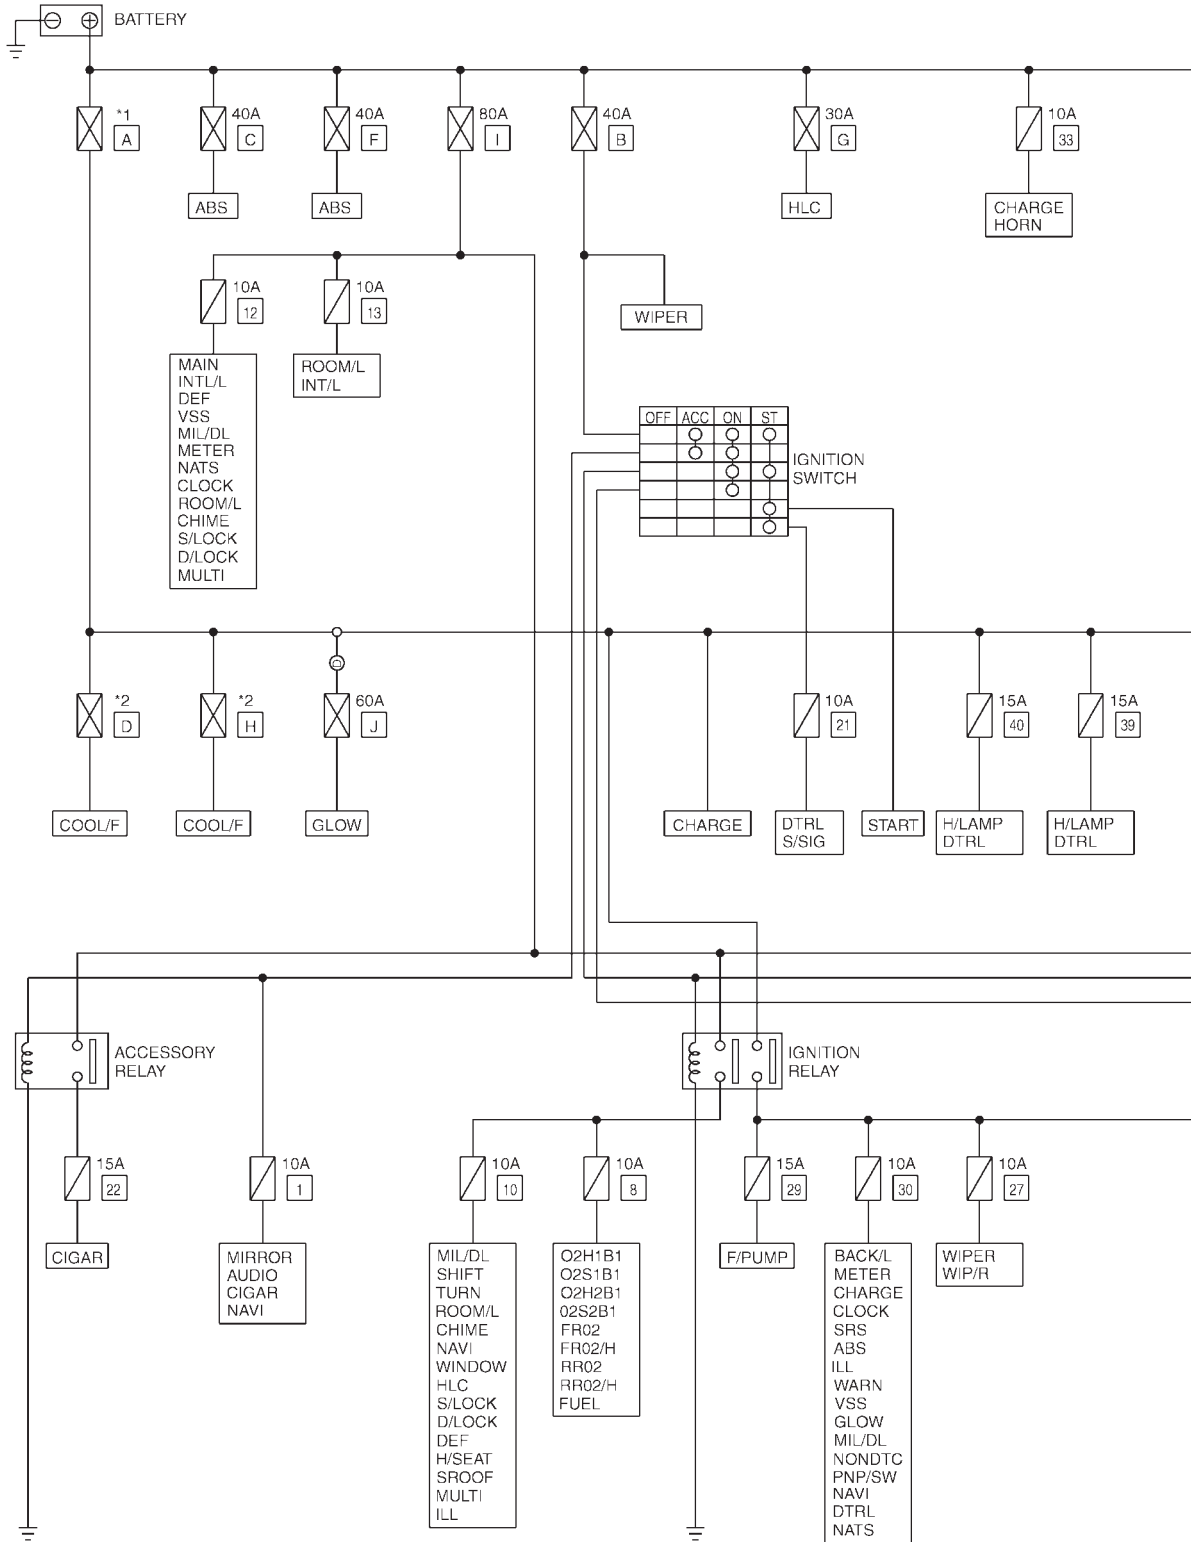 BATTERY
*1
A
40A
C
40A
F
80A
I
40A
B
30A
G
10A
33
ABS
ABS
HLC
CHARGE
HORN
10A
12
10A
13
WIPER
MAIN
INTL/L
DEF
VSS
MIL/DL
METER
NATS
CLOCK
ROOM/L
CHIME
S/LOCK
D/LOCK
MULTI
ROOM/L
INT/L
OFF ACC ON ST
IGNITION
SWITCH
*2
D
*2
H
D
60A
J
10A
21
15A
40
15A
39
COOL/F
COOL/F
GLOW
CHARGE
DTRL
S/SIG
START
H/LAMP
DTRL
H/LAMP
DTRL
ACCESSORY
RELAY
IGNITION
RELAY
15A
22
10A
1
10A
10
10A
8
15A
29
10A
30
10A
27
CIGAR
MIRROR
AUDIO
CIGAR
NAVI
MIL/DL
SHIFT
TURN
ROOM/L
CHIME
NAVI
WINDOW
HLC
S/LOCK
D/LOCK
DEF
H/SEAT
SROOF
MULTI
ILL
O2H1B1
O2S1B1
O2H2B1
02S2B1
FR02
FR02/H
RR02
RR02/H
FUEL
F/PUMP
BACK/L
METER
CHARGE
CLOCK
SRS
ABS
ILL
WARN
VSS
GLOW
MIL/DL
NONDTC
PNP/SW
NAVI
DTRL
NATS
WIPER
WIP/R